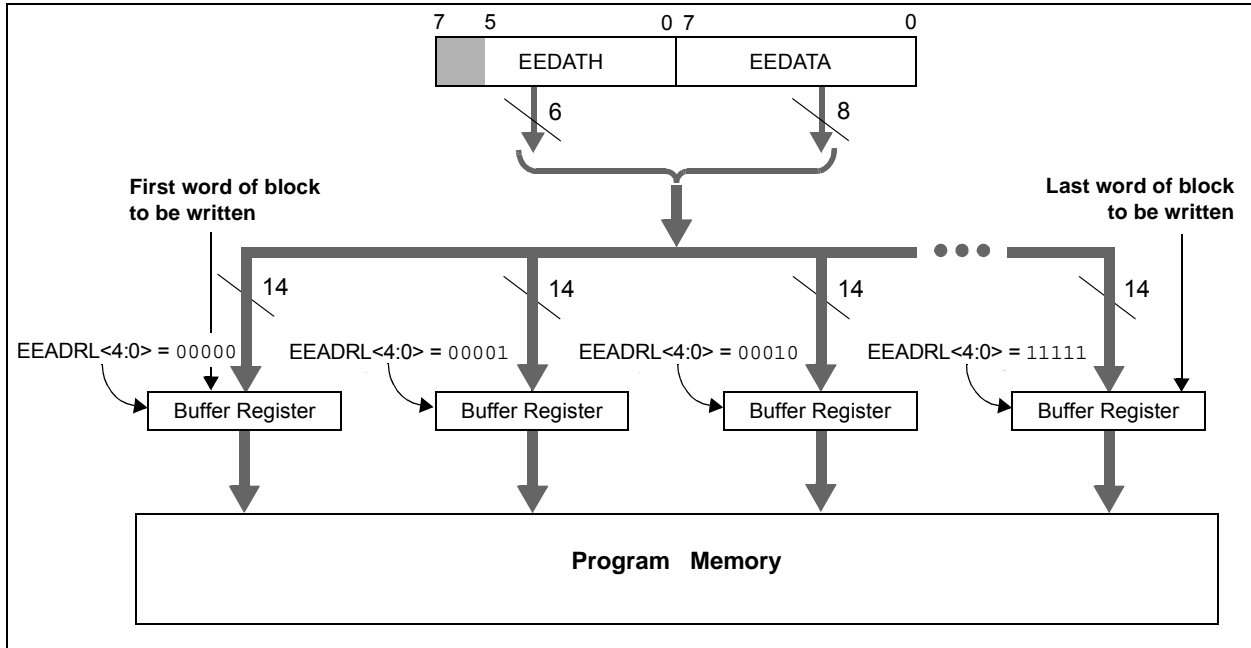 7 5 0 7 0
EEDATH EEDATA
6 8
First word of block
to be written
Last word of block
to be written
14 14 14 14
EEADRL<4:0> = 00000 EEADRL<4:0> = 00001 EEADRL<4:0> = 00010 EEADRL<4:0> = 11111
Buffer Register Buffer Register Buffer Register Buffer Register
Program Memory